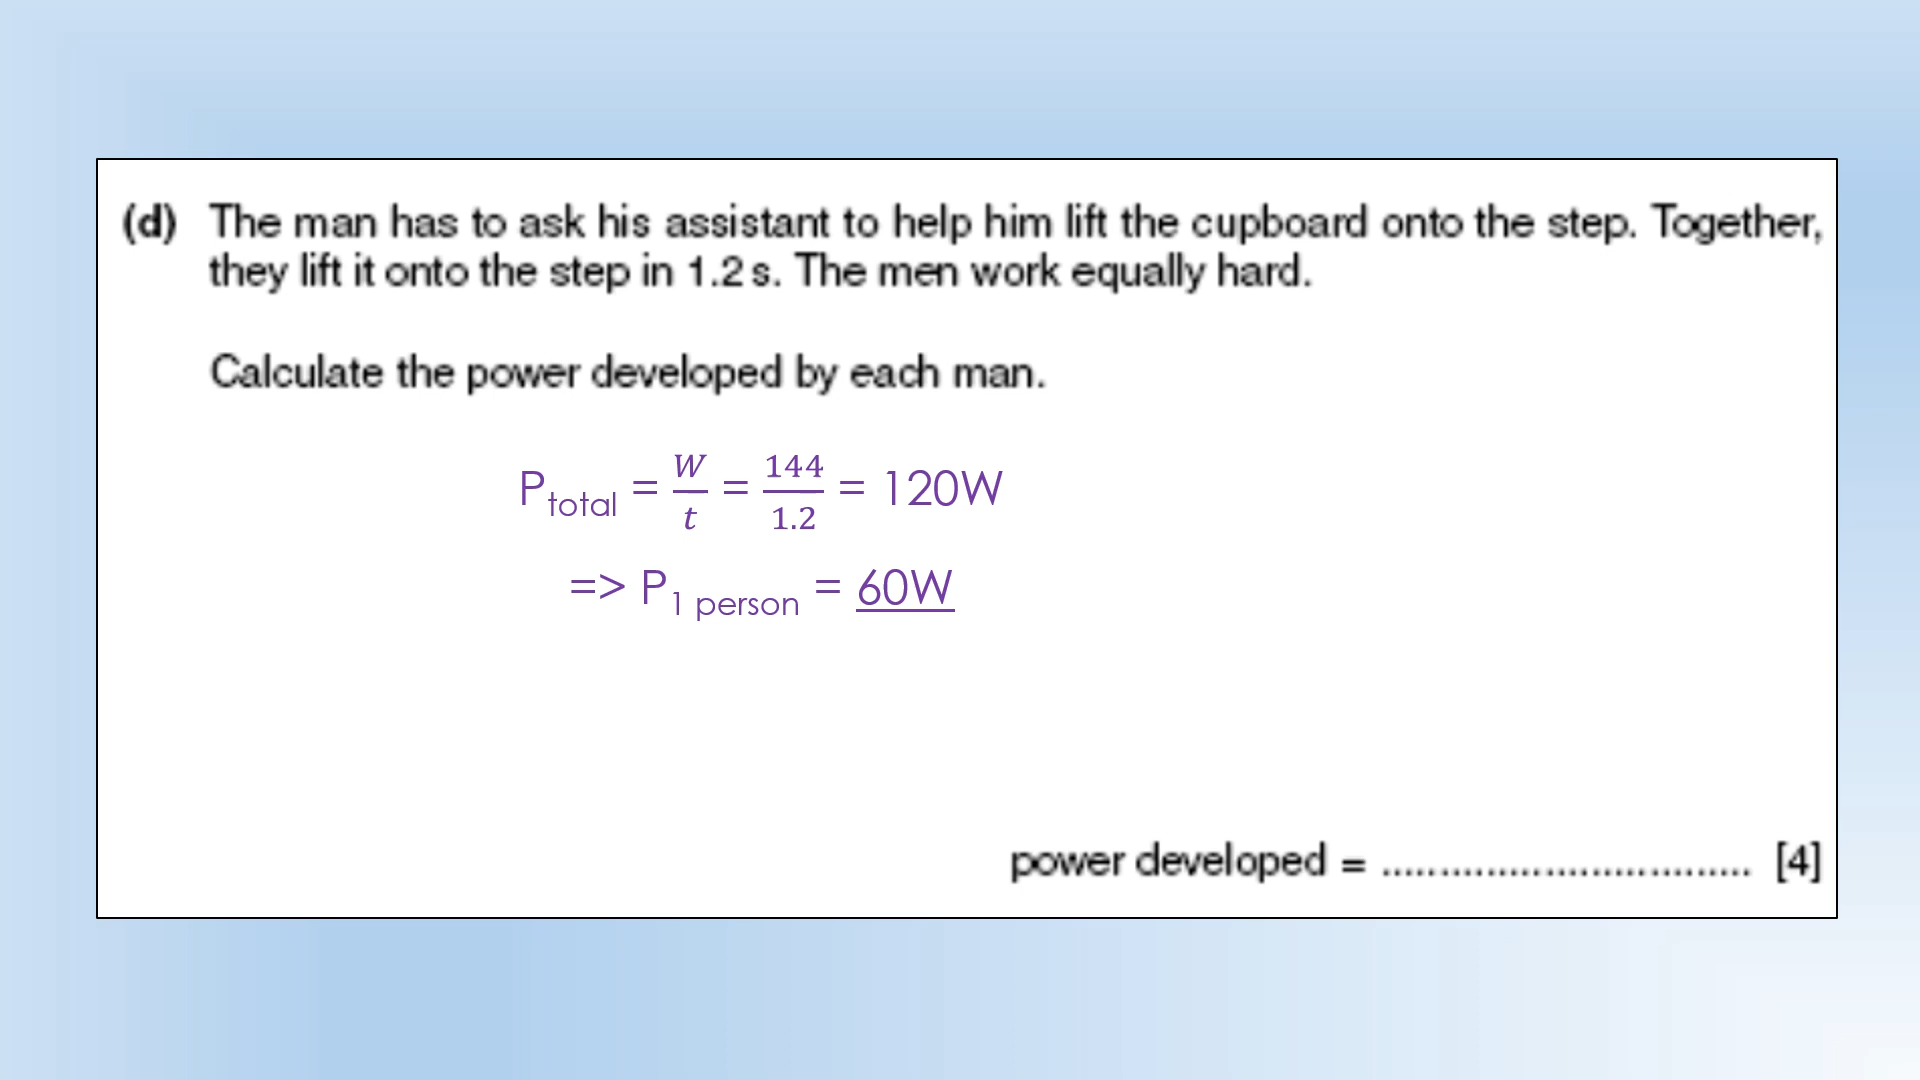 (d) The man has to ask his assistant to help him lift the cupboard onto the step. Together,
they lift it onto the step in 1.2 s. The men work equally hard.
Calculate the power developed by each man.
P_total = W/t = 144/1.2 = 120W
=> P_1 person = 60W
power developed = ................................ [4]